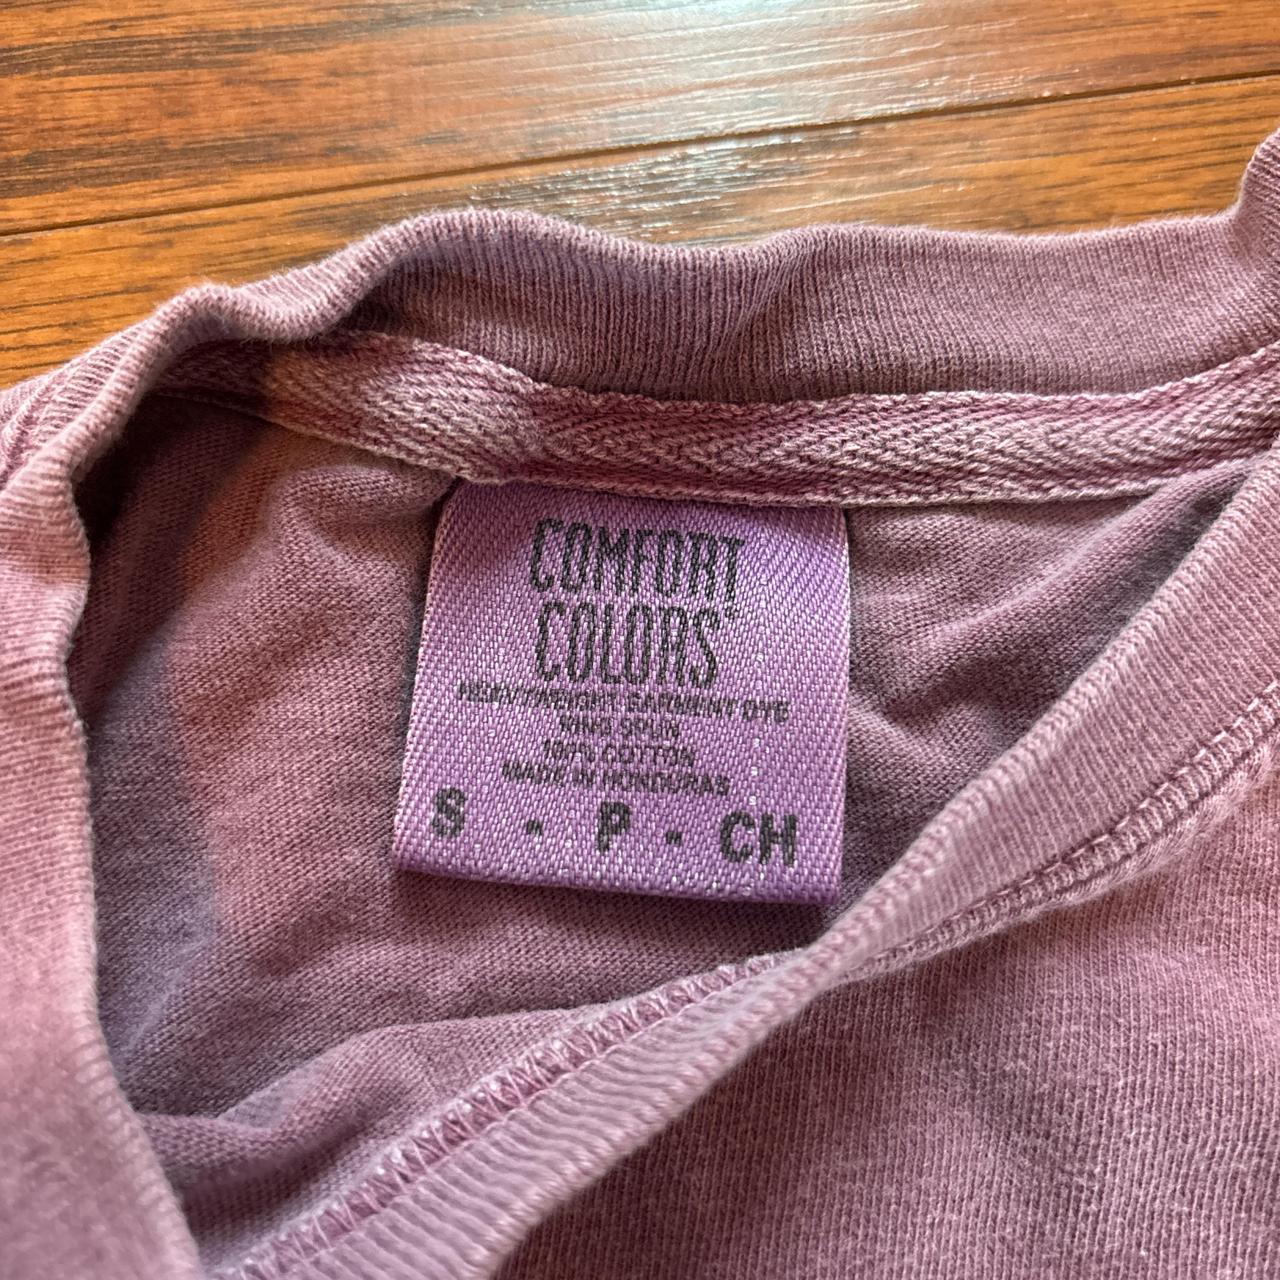 COMFORT
COLORS®
HEAVYWEIGHT GARMENT DYE
RING SPUN
100% COTTON
MADE IN HONDURAS
S - P - CH